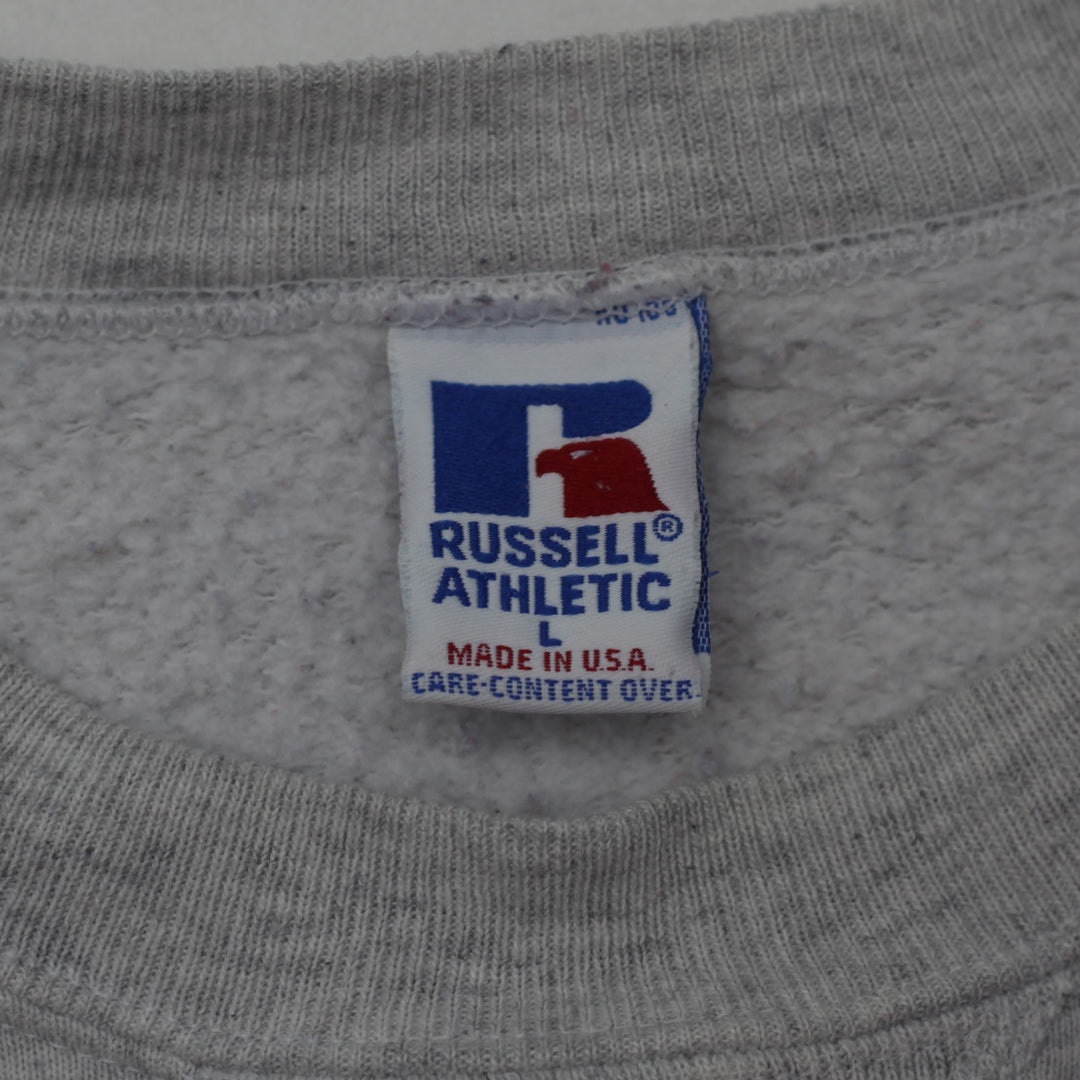 RUSSELL®
ATHLETIC
L
MADE IN U.S.A.
CARE-CONTENT OVER